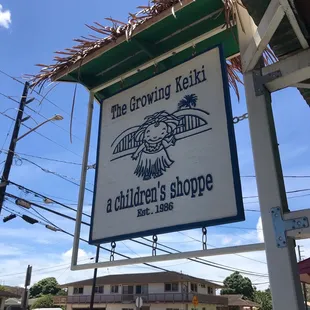 The Growing Keiki
a children's shoppe
Est. 1986